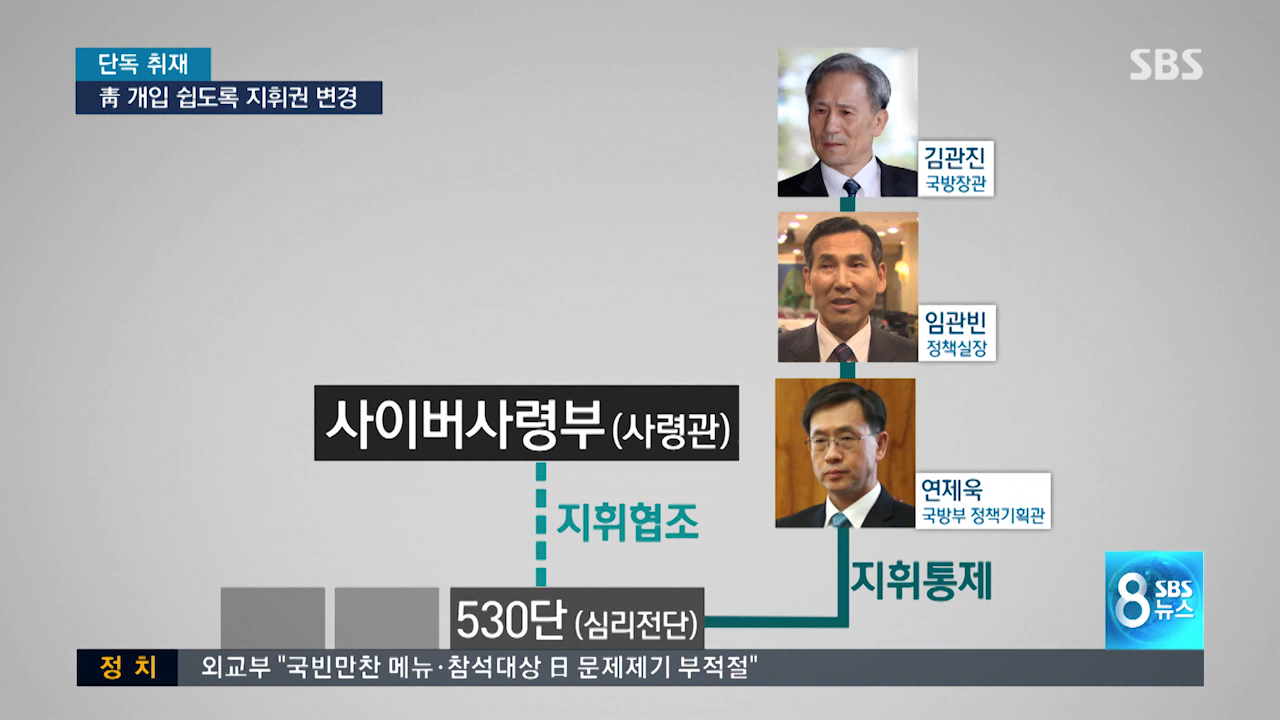 단독 취재
靑 개입 쉽도록 지휘권 변경
SBS
김관진
국방장관
임관빈
정책실장
사이버사령부 (사령관)
연제욱
국방부 정책기획관
지휘협조
지휘통제
530단 (심리전단)
8 SBS
뉴스
정 치
외교부 "국빈만찬 메뉴·참석대상 日 문제제기 부적절"